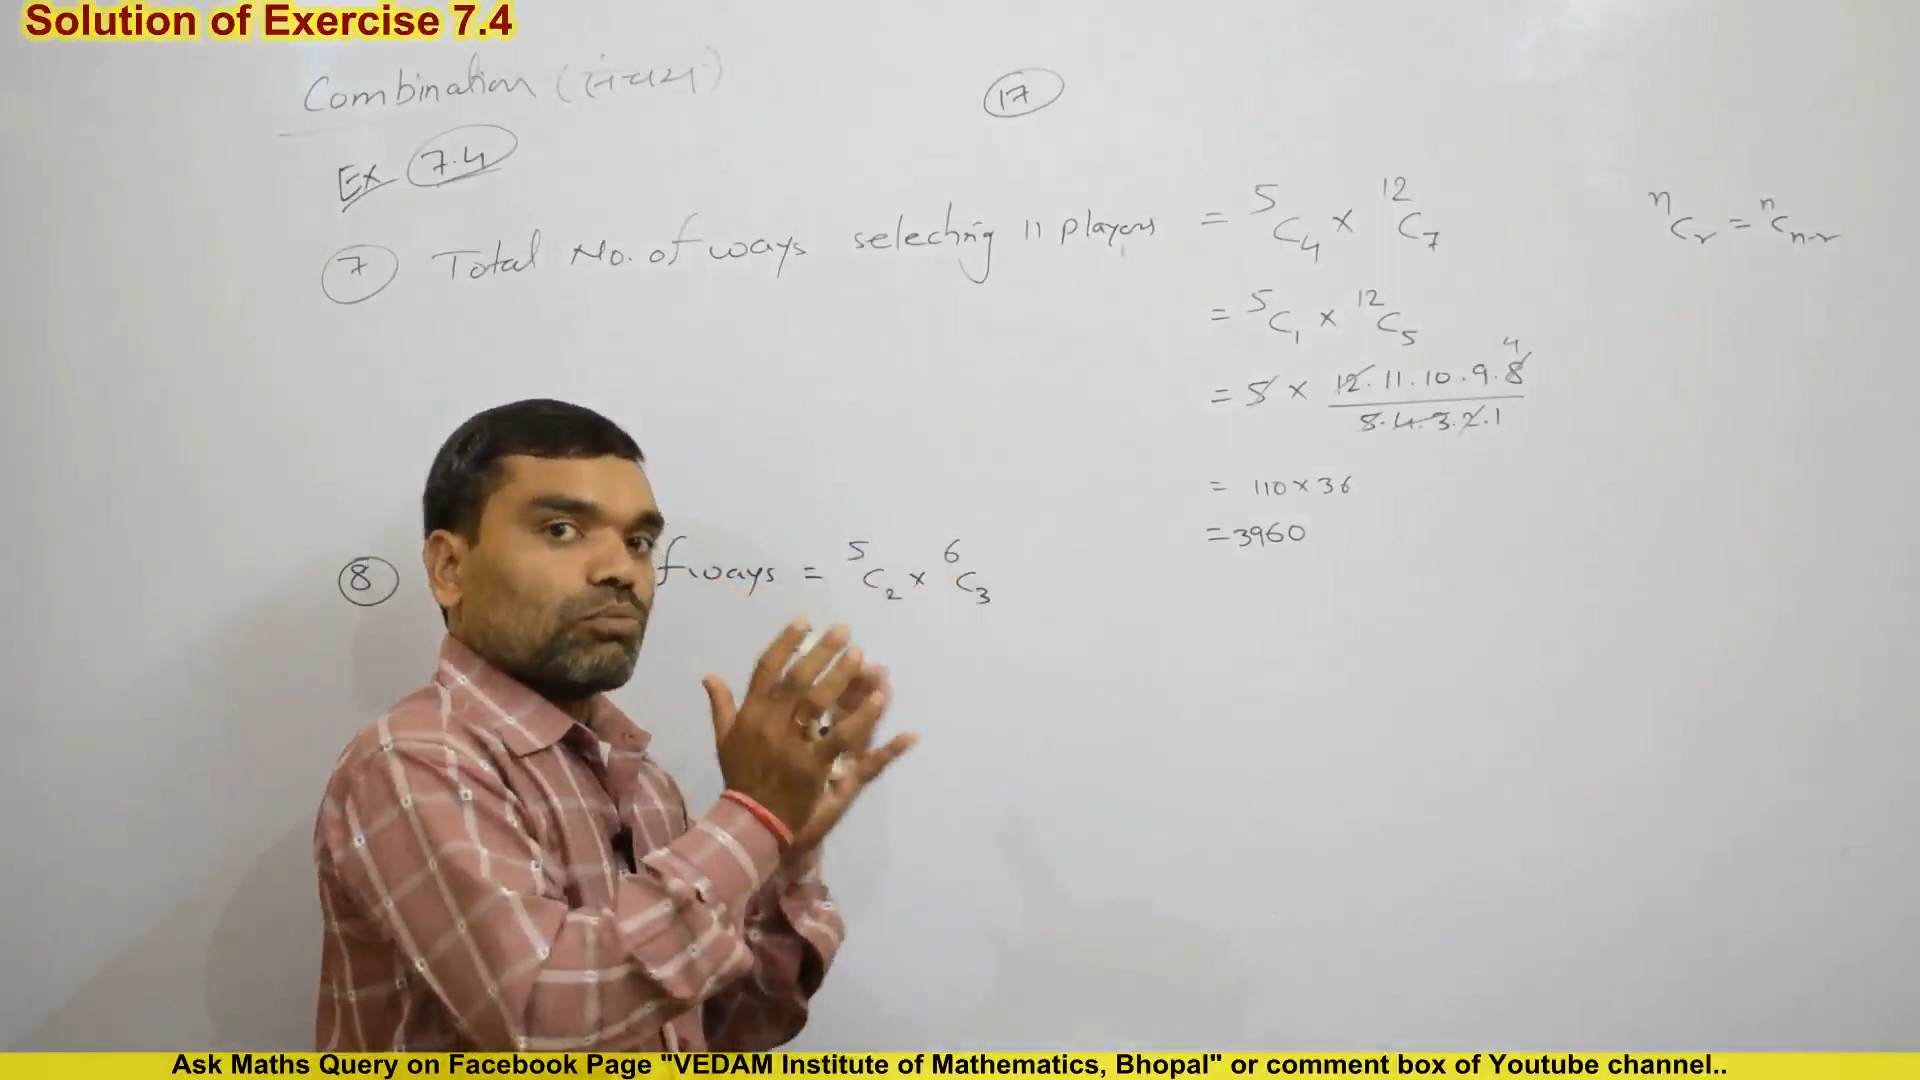 Solution of Exercise 7.4
Combination (संचय)
17
Ex 7.4
7 Total No. of ways selecting 11 players = ⁵C₄ × ¹²C₇
ⁿCᵣ = ⁿCₙ₋ᵣ
= ⁵C₁ × ¹²C₅
4
= 5 × 12.11.10.9.8
5.4.3.2.1
= 110×36
= 3960
8 f ways = ⁵C₂ × ⁶C₃
Ask Maths Query on Facebook Page "VEDAM Institute of Mathematics, Bhopal" or comment box of Youtube channel..